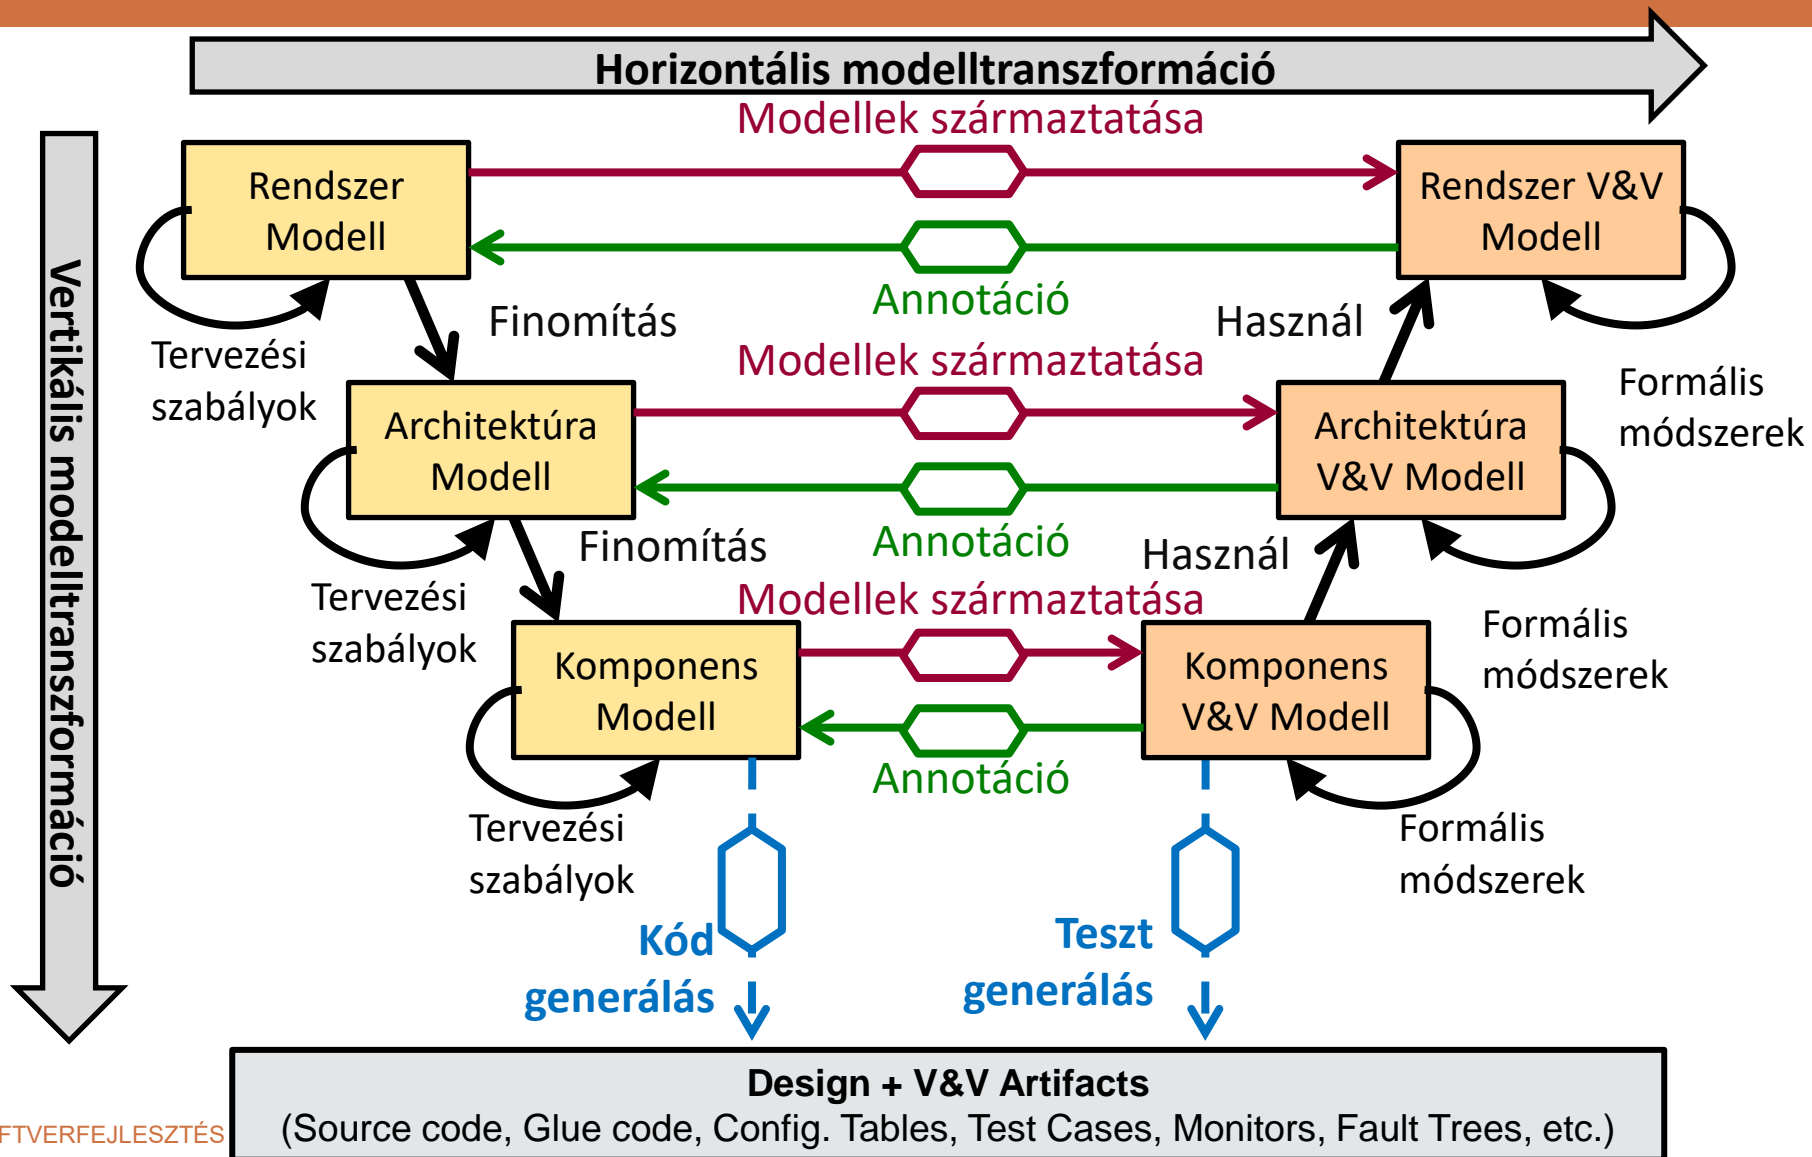 Horizontális modelltranszformáció
Modellek származtatása
Rendszer
Modell
Rendszer V&V
Modell
Annotáció
Vertikális modelltranszformáció
Finomítás
Használ
Tervezési
szabályok
Modellek származtatása
Formális
módszerek
Architektúra
Modell
Architektúra
V&V Modell
Annotáció
Finomítás
Használ
Tervezési
szabályok
Modellek származtatása
Formális
módszerek
Komponens
Modell
Komponens
V&V Modell
Annotáció
Tervezési
szabályok
Formális
módszerek
Kód
generálás
Teszt
generálás
Design + V&V Artifacts
(Source code, Glue code, Config. Tables, Test Cases, Monitors, Fault Trees, etc.)
FTVERFEJLESZTÉS